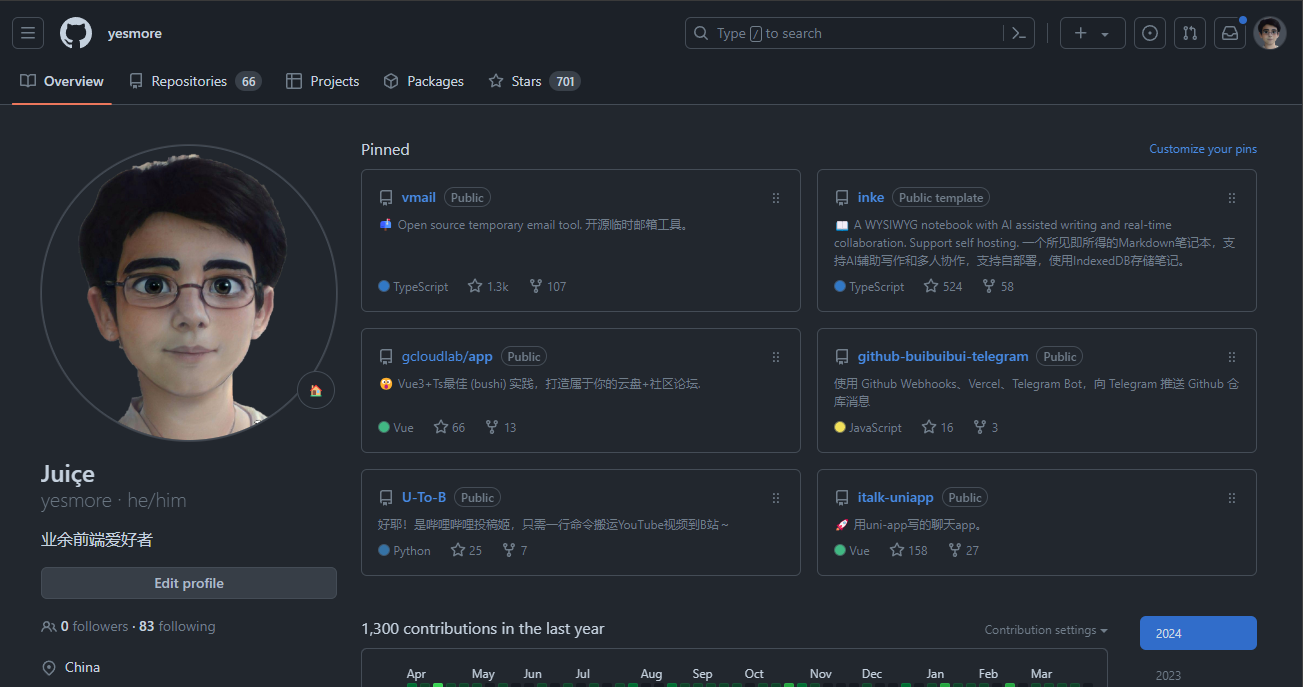 yesmore
Type / to search
Overview
Repositories 66
Projects
Packages
Stars 701
Juiçe
yesmore · he/him
业余前端爱好者
Edit profile
0 followers · 83 following
China
Pinned
Customize your pins
vmail Public
Open source temporary email tool. 开源临时邮箱工具。
TypeScript 1.3k 107
inke Public template
A WYSIWYG notebook with AI assisted writing and real-time
collaboration. Support self hosting. 一个所见即所得的Markdown笔记本，支
持AI辅助写作和多人协作，支持自部署，使用IndexedDB存储笔记。
TypeScript 524 58
gcloudlab/app Public
Vue3+Ts最佳 (bushi) 实践，打造属于你的云盘+社区论坛.
Vue 66 13
github-buibuibui-telegram Public
使用 Github Webhooks、Vercel、Telegram Bot，向 Telegram 推送 Github 仓
库消息
JavaScript 16 3
U-To-B Public
好耶！是哔哩哔哩投稿姬，只需一行命令搬运YouTube视频到B站～
Python 25 7
italk-uniapp Public
用uni-app写的聊天app。
Vue 158 27
1,300 contributions in the last year
Contribution settings
2024
2023
Apr May Jun Jul Aug Sep Oct Nov Dec Jan Feb Mar